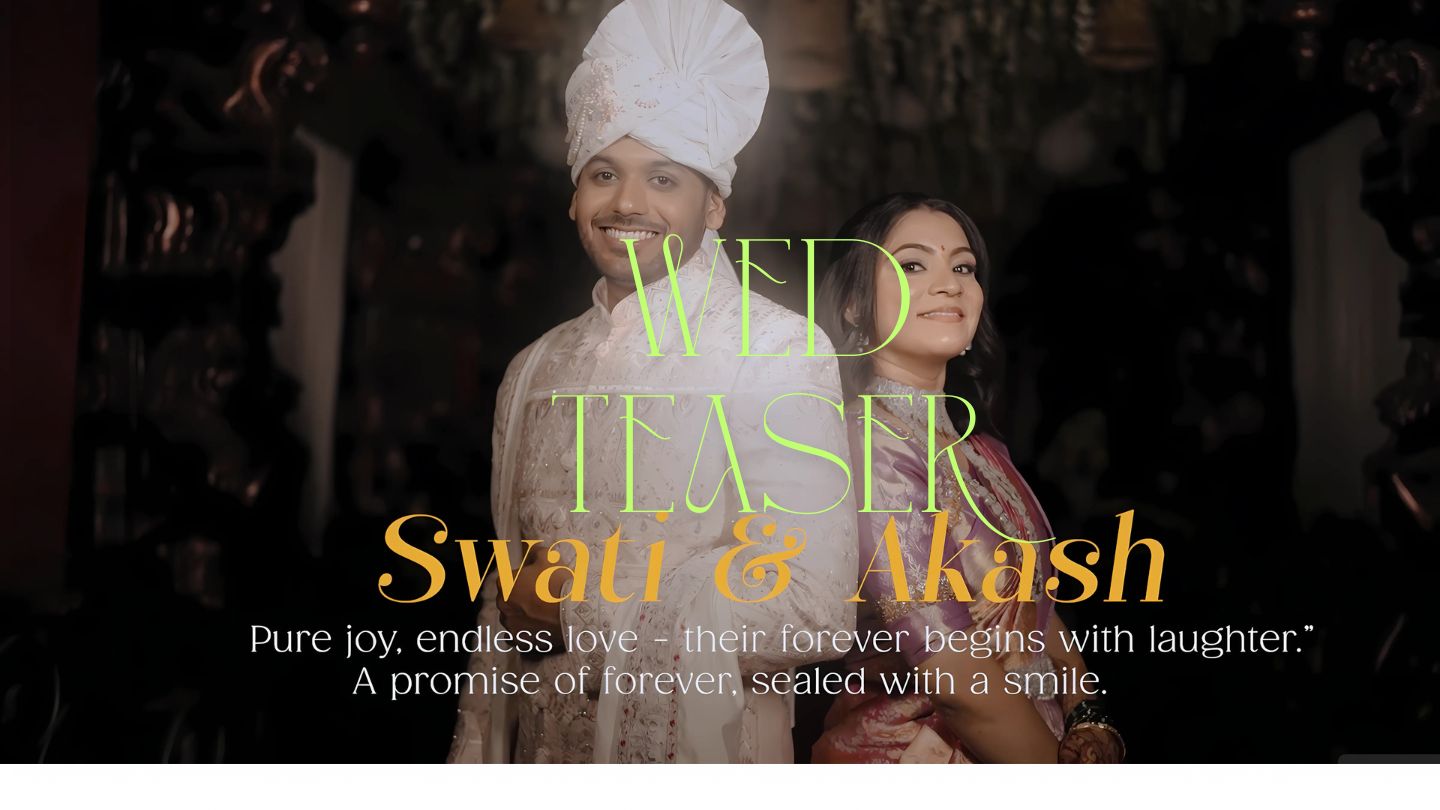 WED
TEASER
Swati & Akash
Pure joy, endless love - their forever begins with laughter.”
A promise of forever, sealed with a smile.